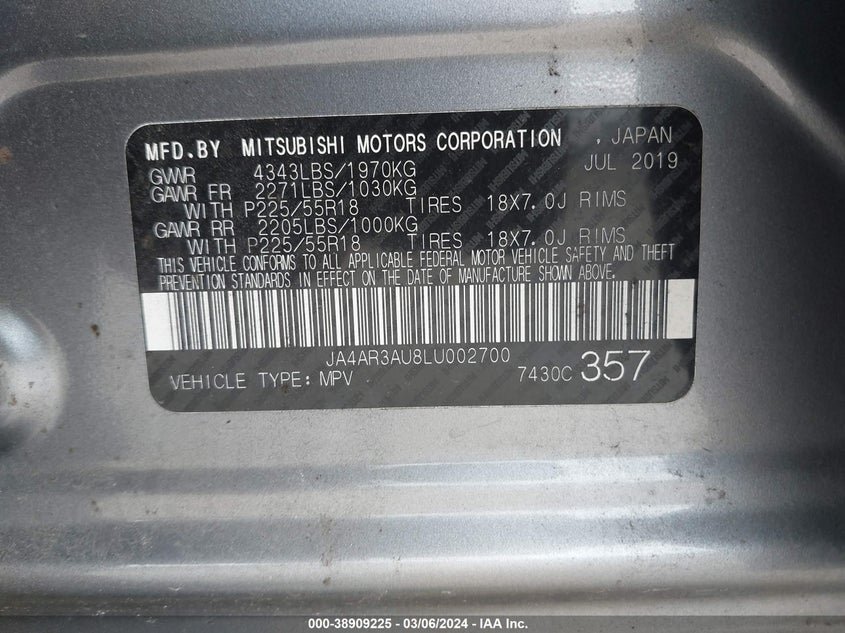 MFD.BY MITSUBISHI MOTORS CORPORATION , JAPAN
GWR 4343LBS/1970KG JUL 2019
GAWR FR 2271LBS/1030KG
WITH P225/55R18 TIRES 18X7.0J RIMS
GAWR RR 2205LBS/1000KG
WITH P225/55R18 TIRES 18X7.0J RIMS
THIS VEHICLE CONFORMS TO ALL APPLICABLE FEDERAL MOTOR VEHICLE SAFETY AND THEFT
PREVENTION STANDARDS IN EFFECT ON THE DATE OF MANUFACTURE SHOWN ABOVE.
JA4AR3AU8LU002700
VEHICLE TYPE: MPV 7430C 357
000-38909225 - 03/06/2024 - IAA Inc.